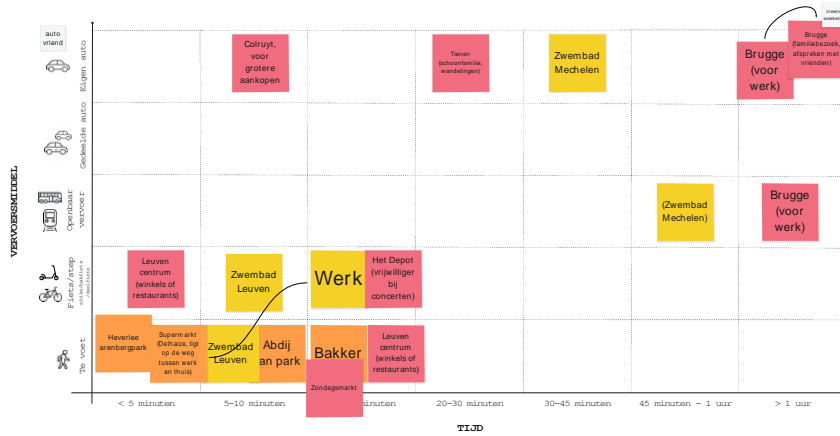 auto
vriend
Eigen auto
Colruyt,
voor
grotere
aankopen
Tienen
(schoonfamilie,
wandelingen)
Zwembad
Mechelen
Brugge
(voor
werk)
Brugge
(familiebezoek,
afspreken met
vrienden)
Gedeelde auto
VERVOERSMIDDEL
Openbaar
vervoer
(Zwembad
Mechelen)
Brugge
(voor
werk)
Fiets/step
Leuven
centrum
(winkels of
restaurants)
Zwembad
Leuven
Werk
Het Depot
(vrijwilliger
bij
concerten)
Te voet
Heverlee
arenbergpark
Supermarkt
(Delhaize, ligt
op de weg
tussen werk
en thuis)
Zwembad
Leuven
Abdij
an park
Bakker
Zondagsmarkt
Leuven
centrum
(winkels of
restaurants)
< 5 minuten
5-10 minuten
inuten
20-30 minuten
30-45 minuten
45 minuten - 1 uur
> 1 uur
TIJD